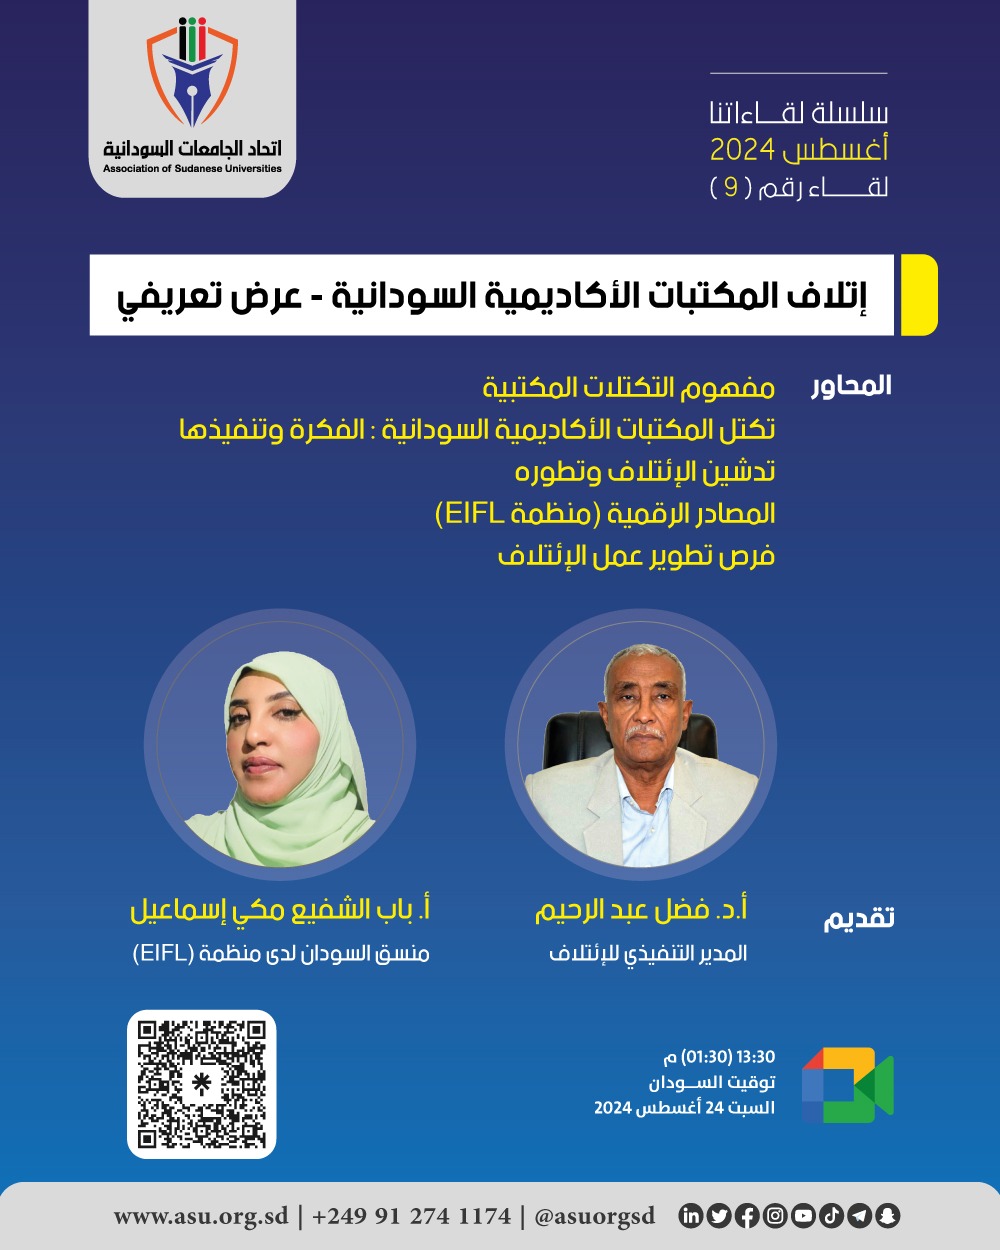 اتحاد الجامعات السودانية
Association of Sudanese Universities
سلسلة لقـــاءاتنا
أغسطس 2024
لقـــــاء رقم ( 9 )
إتلاف المكتبات الأكاديمية السودانية - عرض تعريفي
المحاور
مفهوم التكتلات المكتبية
تكتل المكتبات الأكاديمية السودانية : الفكرة وتنفيذها
تدشين الإئتلاف وتطوره
المصادر الرقمية (منظمة EIFL)
فرص تطوير عمل الإئتلاف
تقديم
أ.د. فضل عبد الرحيم
المدير التنفيذي للإئتلاف
أ. باب الشفيع مكي إسماعيل
منسق السودان لدى منظمة (EIFL)
13:30 (01:30) م
توقيت الســـودان
السبت 24 أغسطس 2024
www.asu.org.sd | +249 91 274 1174 | @asuorgsd